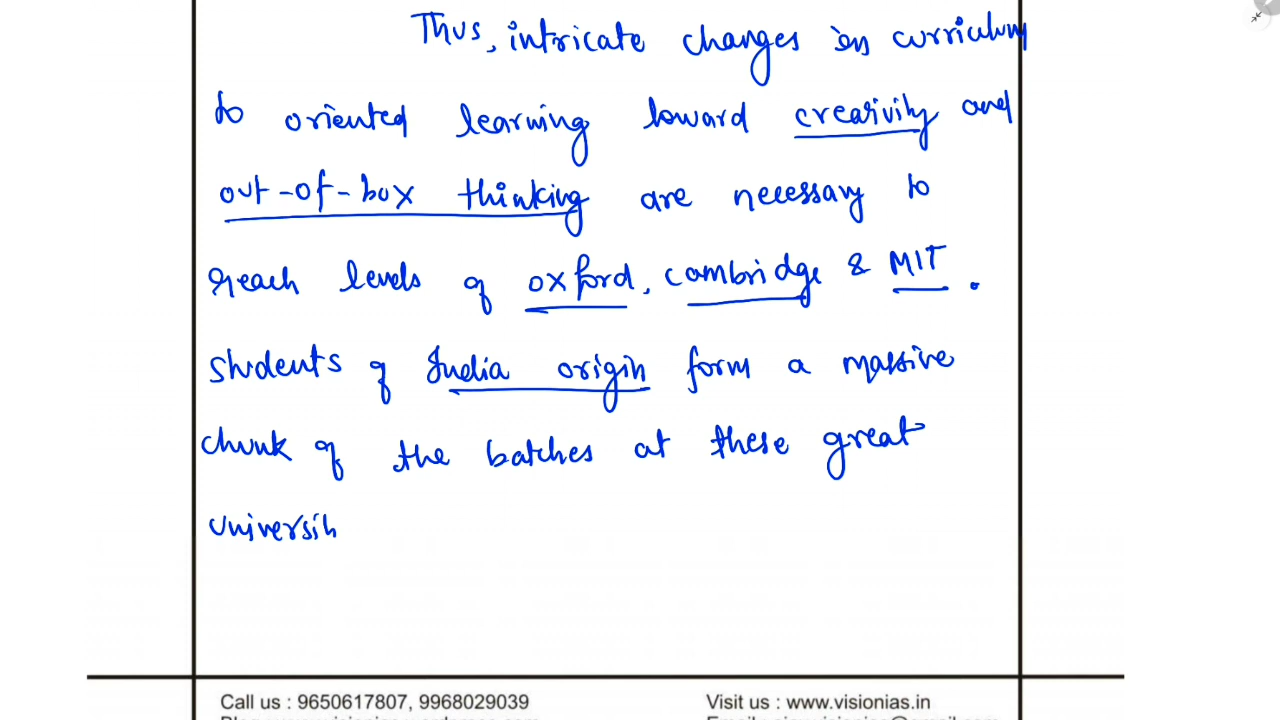 Thus, intricate changes in curriculum
to oriented learning toward creativity and
out-of-box thinking are necessary to
reach levels of oxford, cambridge & MIT.
students of India origin form a massive
chunk of the batches at these great
universit
Call us : 9650617807, 9968029039 Visit us : www.visionias.in